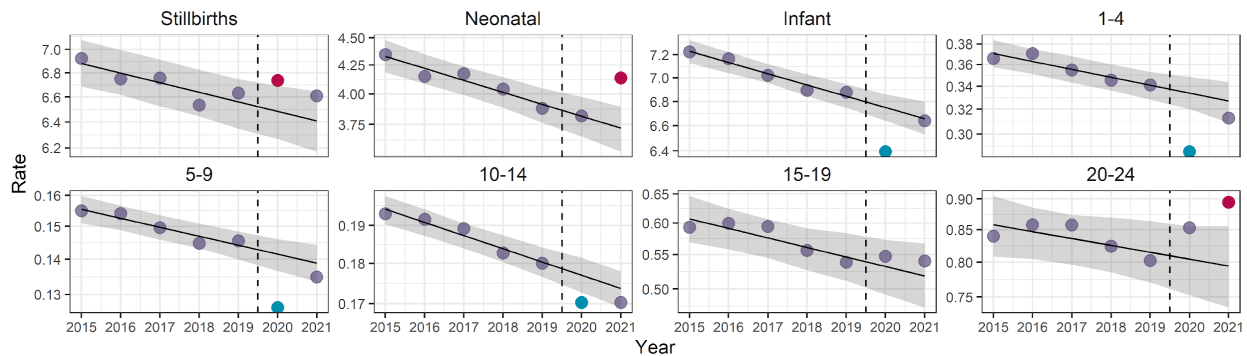 Stillbirths Neonatal Infant 1-4
7.0 6.8 6.6 6.4 6.2
4.50 4.25 4.00 3.75
7.2 7.0 6.8 6.6 6.4
0.38 0.36 0.34 0.32 0.30
Rate
5-9 10-14 15-19 20-24
0.16 0.15 0.14 0.13
0.19 0.18 0.17
0.65 0.60 0.55 0.50
0.90 0.85 0.80 0.75
2015 2016 2017 2018 2019 2020 2021 2015 2016 2017 2018 2019 2020 2021 2015 2016 2017 2018 2019 2020 2021 2015 2016 2017 2018 2019 2020 2021
Year